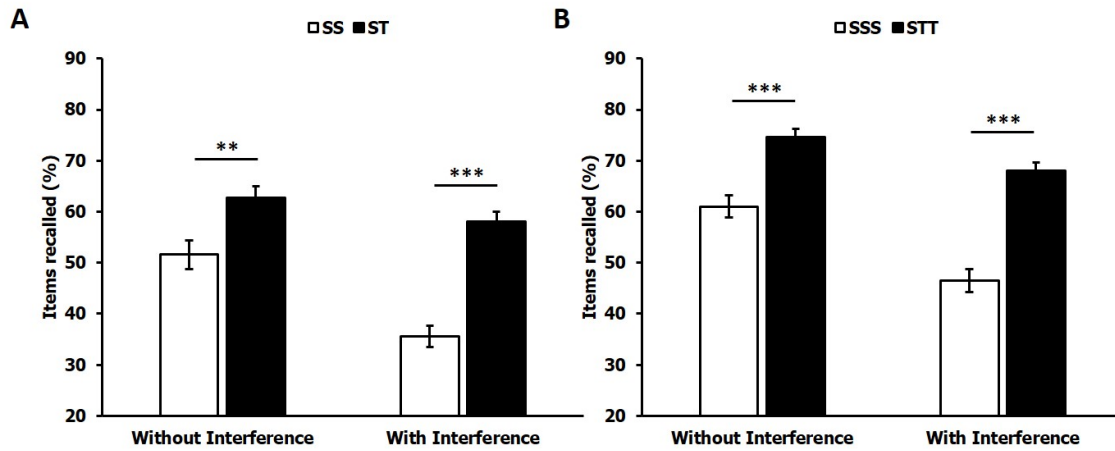 A
SS ST
90
80
70
60
50
40
30
20
Items recalled (%)
**
***
Without Interference With Interference
B
SSS STT
90
80
70
60
50
40
30
20
Items recalled (%)
***
***
Without Interference With Interference